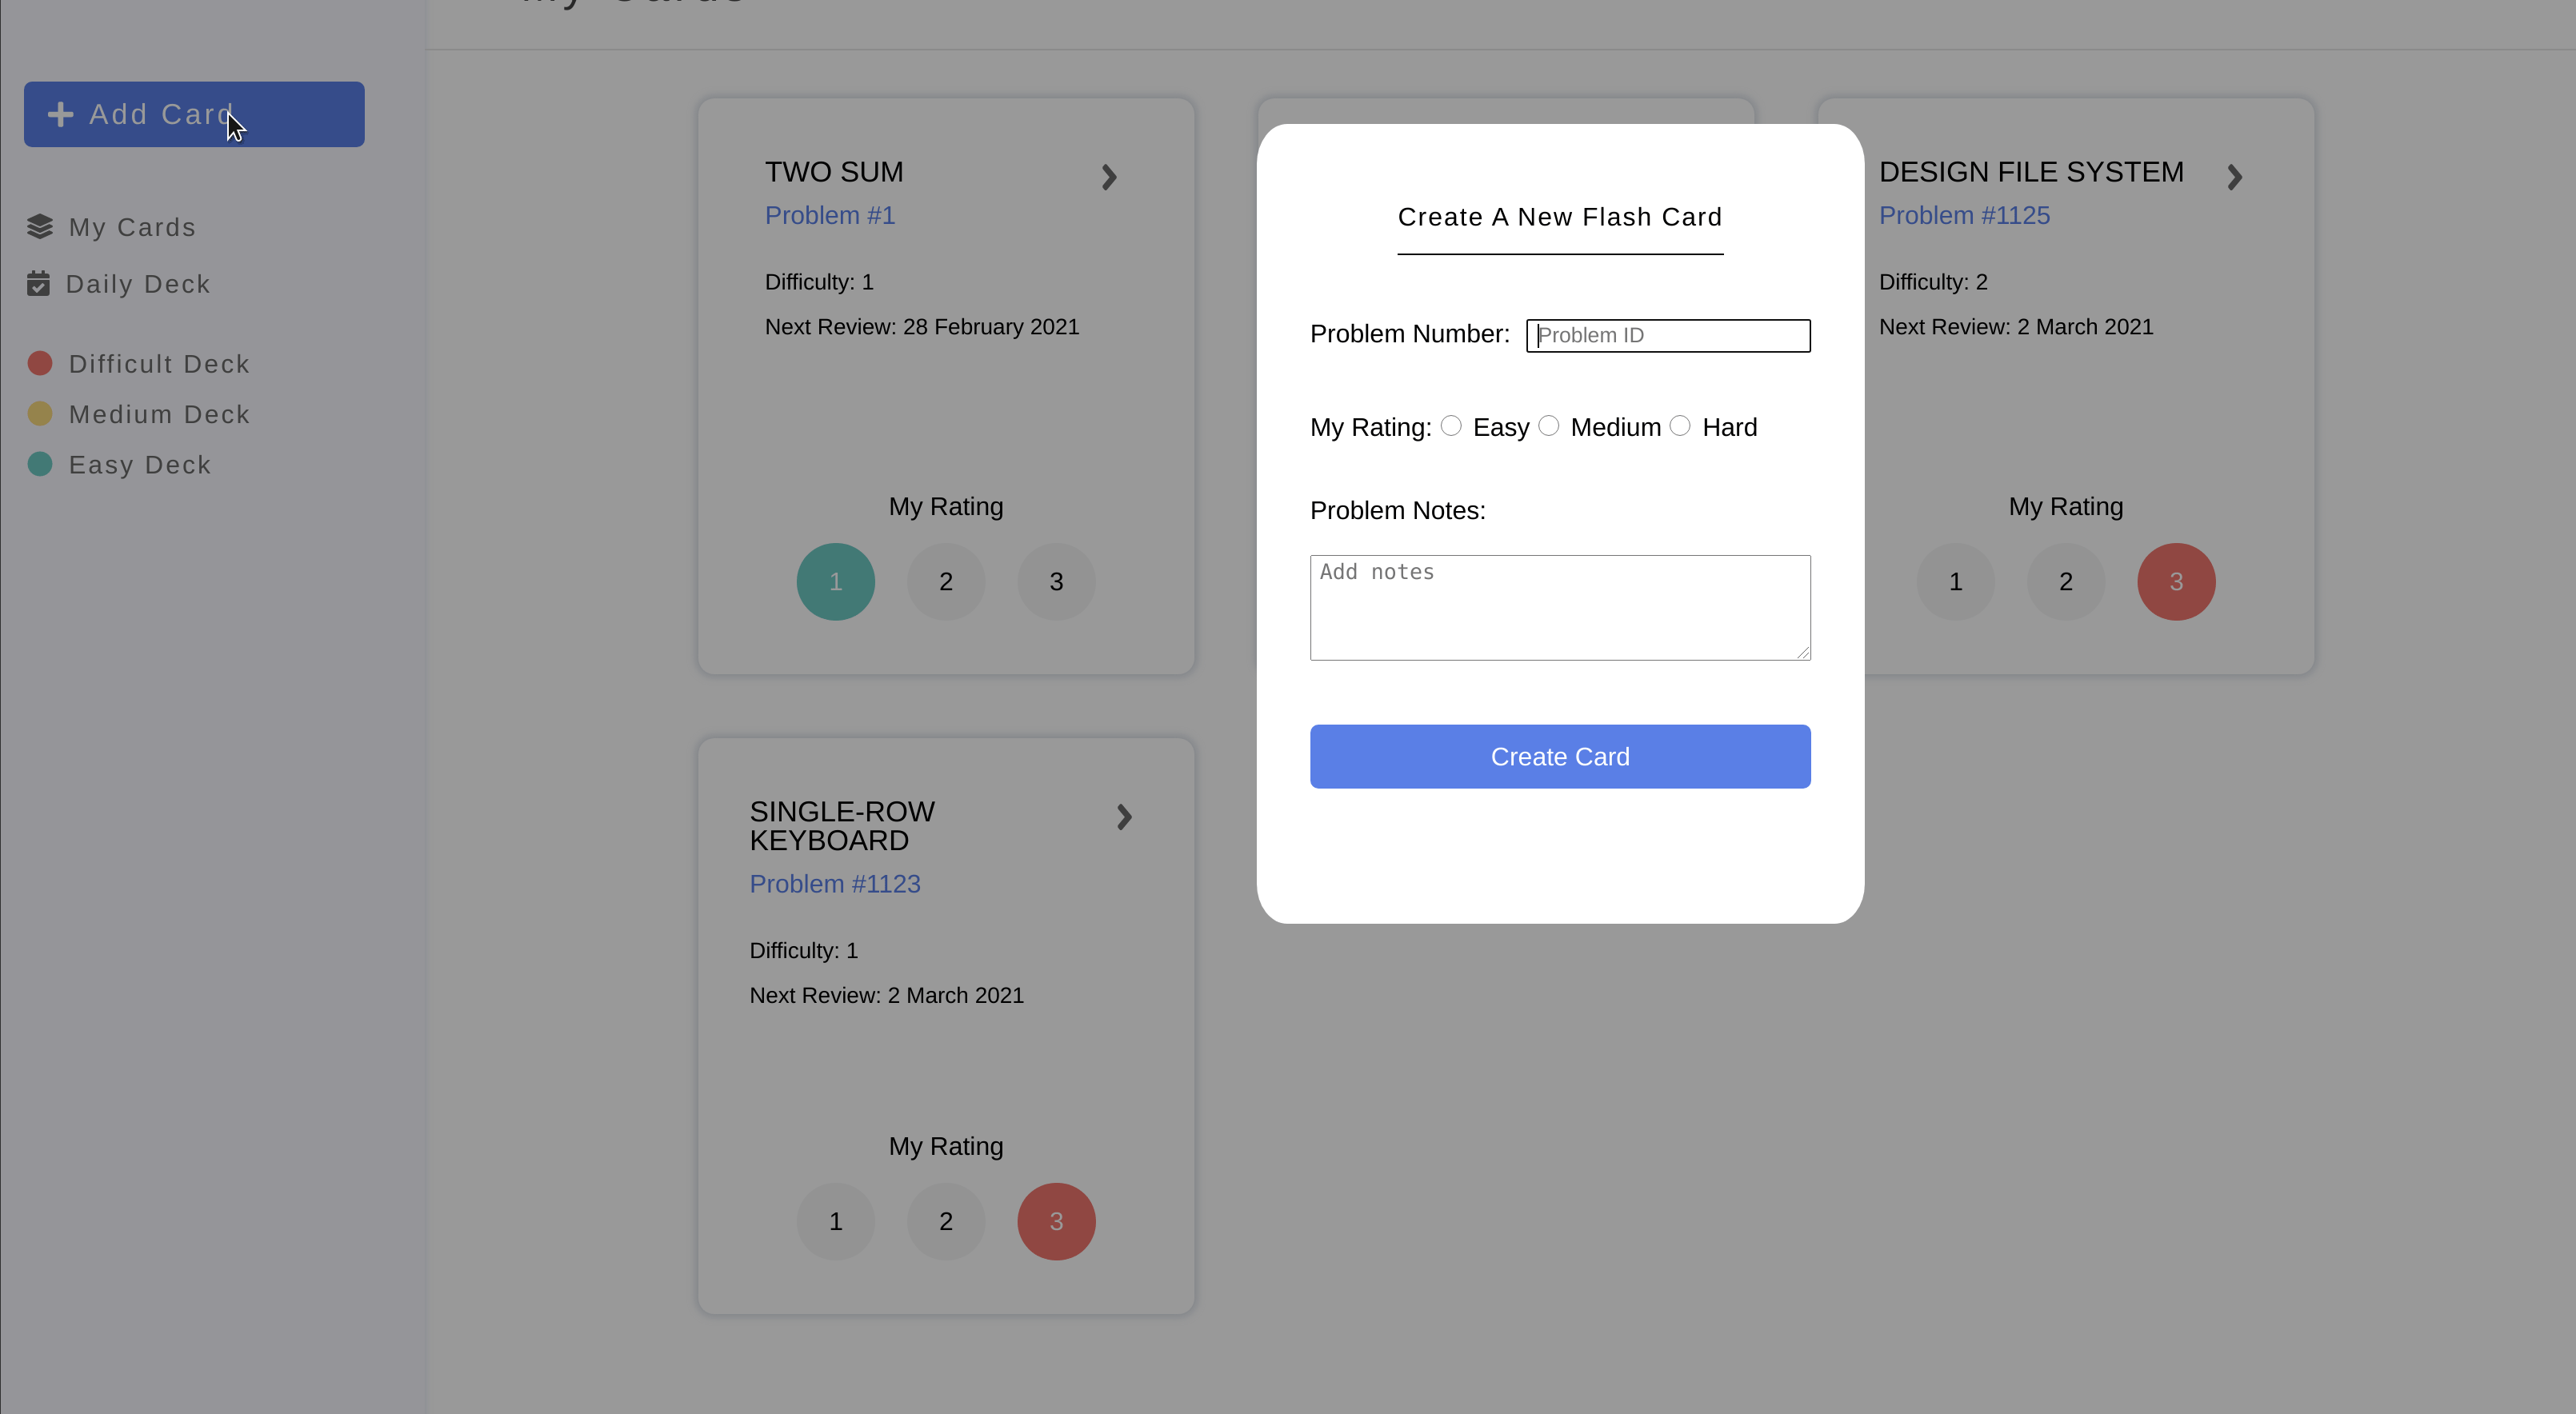 My Cards
Add Card
My Cards
Daily Deck
Difficult Deck
Medium Deck
Easy Deck
TWO SUM
Problem #1
Difficulty: 1
Next Review: 28 February 2021
My Rating
1 2 3
Create A New Flash Card
Problem Number: Problem ID
My Rating: Easy Medium Hard
Problem Notes:
Add notes
Create Card
DESIGN FILE SYSTEM
Problem #1125
Difficulty: 2
Next Review: 2 March 2021
My Rating
1 2 3
SINGLE-ROW
KEYBOARD
Problem #1123
Difficulty: 1
Next Review: 2 March 2021
My Rating
1 2 3